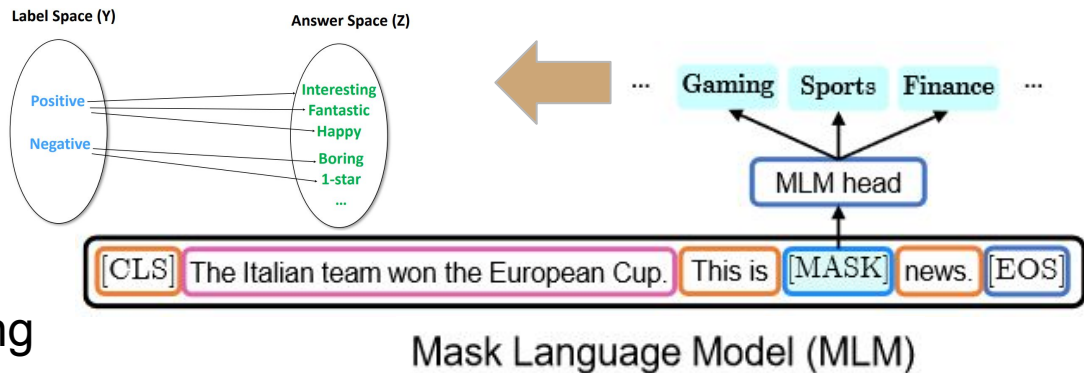 Label Space (Y)
Answer Space (Z)
Positive
Negative
Interesting
Fantastic
Happy
Boring
1-star
...
... Gaming Sports Finance ...
MLM head
[CLS] The Italian team won the European Cup. This is [MASK] news. [EOS]
ng
Mask Language Model (MLM)